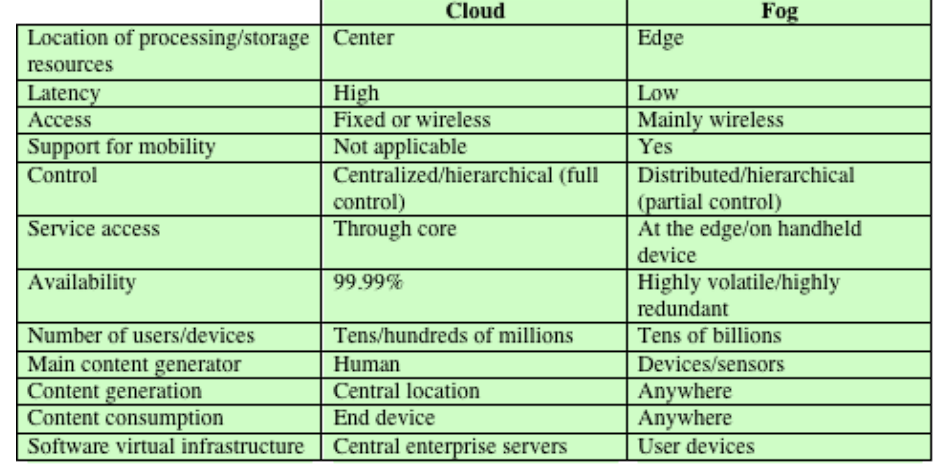 Cloud Fog
Location of processing/storage resources Center Edge
Latency High Low
Access Fixed or wireless Mainly wireless
Support for mobility Not applicable Yes
Control Centralized/hierarchical (full control) Distributed/hierarchical (partial control)
Service access Through core At the edge/on handheld device
Availability 99.99% Highly volatile/highly redundant
Number of users/devices Tens/hundreds of millions Tens of billions
Main content generator Human Devices/sensors
Content generation Central location Anywhere
Content consumption End device Anywhere
Software virtual infrastructure Central enterprise servers User devices